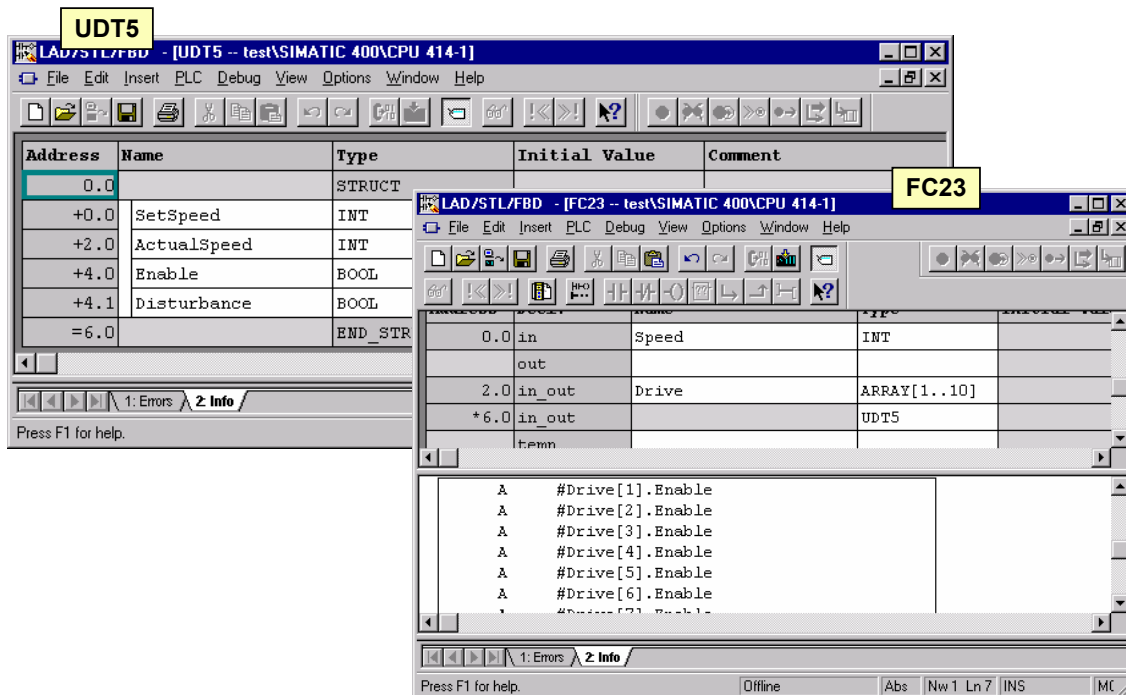 UDT5
LAD/STL/FBD - [UDT5 -- test\SIMATIC 400\CPU 414-1]
File Edit Insert PLC Debug View Options Window Help
Address Name Type Initial Value Comment
0.0 STRUCT
+0.0 SetSpeed INT
+2.0 ActualSpeed INT
+4.0 Enable BOOL
+4.1 Disturbance BOOL
=6.0 END_STR
1: Errors 2: Info
Press F1 for help.
FC23
LAD/STL/FBD - [FC23 -- test\SIMATIC 400\CPU 414-1]
File Edit Insert PLC Debug View Options Window Help
0.0 in Speed INT
out
2.0 in_out Drive ARRAY[1..10]
*6.0 in_out UDT5
temp
A #Drive[1].Enable
A #Drive[2].Enable
A #Drive[3].Enable
A #Drive[4].Enable
A #Drive[5].Enable
A #Drive[6].Enable
A #Drive[7].Enable
1: Errors 2: Info
Press F1 for help. Offline Abs Nw 1 Ln 7 INS